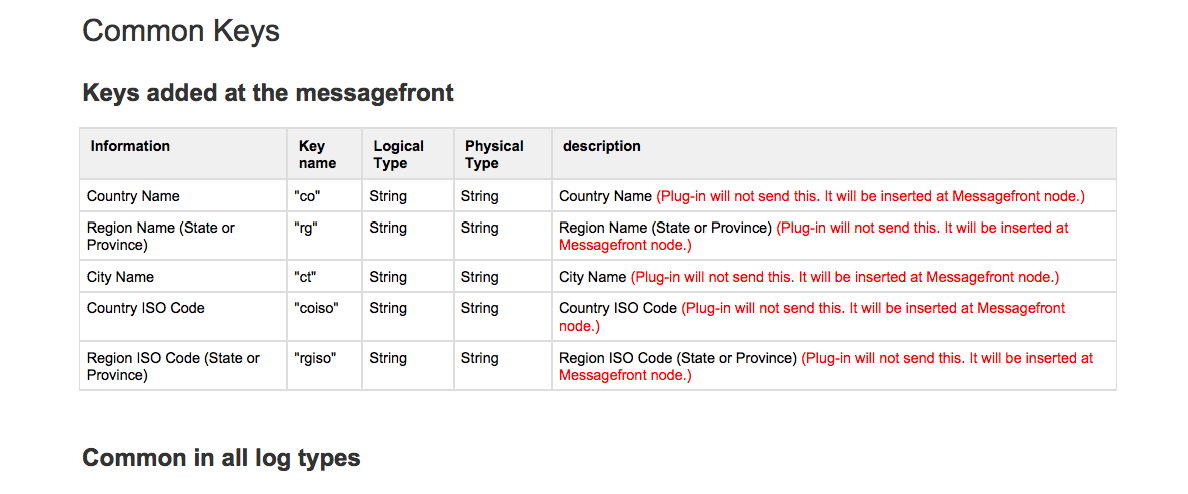 Common Keys
Keys added at the messagefront
Information Key name Logical Type Physical Type description
Country Name "co" String String Country Name (Plug-in will not send this. It will be inserted at Messagefront node.)
Region Name (State or Province) "rg" String String Region Name (State or Province) (Plug-in will not send this. It will be inserted at Messagefront node.)
City Name "ct" String String City Name (Plug-in will not send this. It will be inserted at Messagefront node.)
Country ISO Code "coiso" String String Country ISO Code (Plug-in will not send this. It will be inserted at Messagefront node.)
Region ISO Code (State or Province) "rgiso" String String Region ISO Code (State or Province) (Plug-in will not send this. It will be inserted at Messagefront node.)
Common in all log types